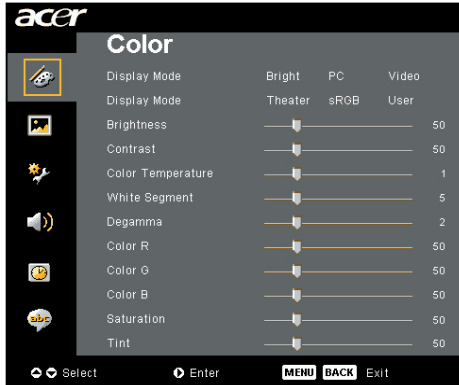 acer
Color
Display Mode Bright PC Video
Display Mode Theater sRGB User
Brightness 50
Contrast 50
Color Temperature 1
White Segment 5
Degamma 2
Color R 50
Color G 50
Color B 50
abc
Saturation 50
Tint 50
Select Enter MENU BACK Exit